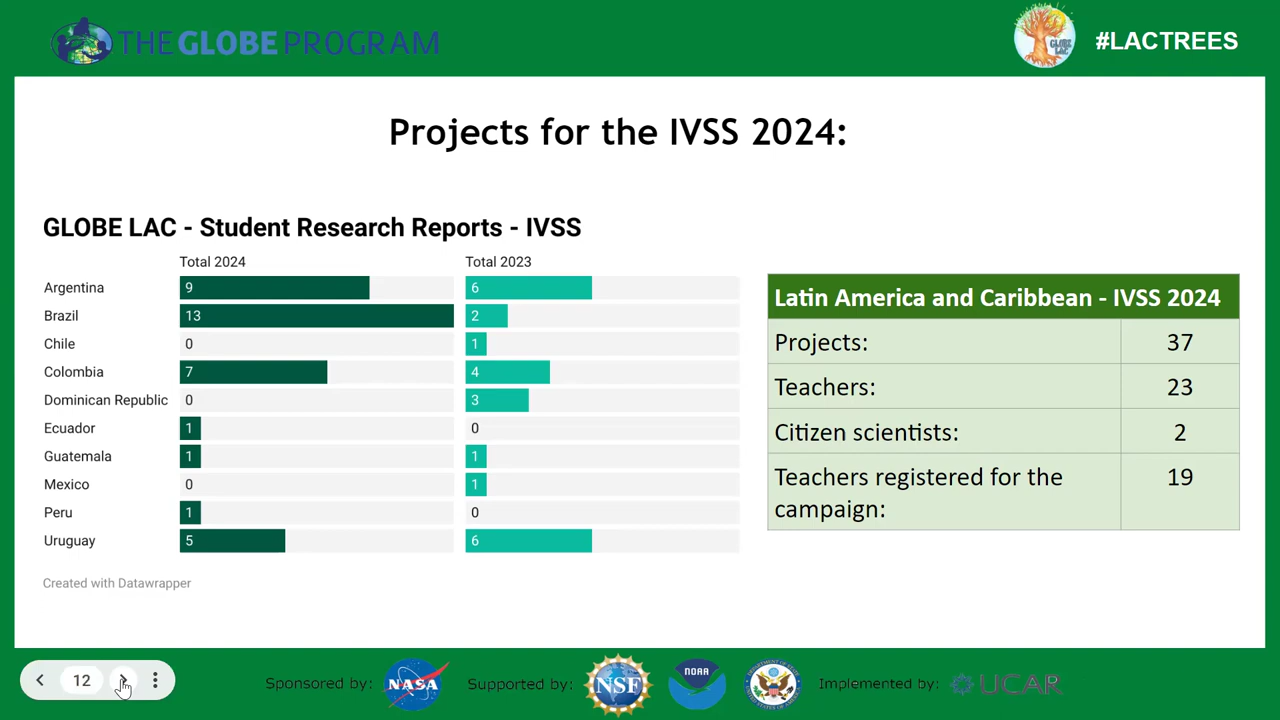 THE GLOBE PROGRAM
GLOBE LAC
#LACTREES
Projects for the IVSS 2024:
GLOBE LAC - Student Research Reports - IVSS
Total 2024 Total 2023
Argentina 9 6
Brazil 13 2
Chile 0 1
Colombia 7 4
Dominican Republic 0 3
Ecuador 1 0
Guatemala 1 1
Mexico 0 1
Peru 1 0
Uruguay 5 6
Created with Datawrapper
Latin America and Caribbean - IVSS 2024
Projects: 37
Teachers: 23
Citizen scientists: 2
Teachers registered for the 19
campaign:
12
Sponsored by: NASA Supported by: NSF NOAA Implemented by: UCAR